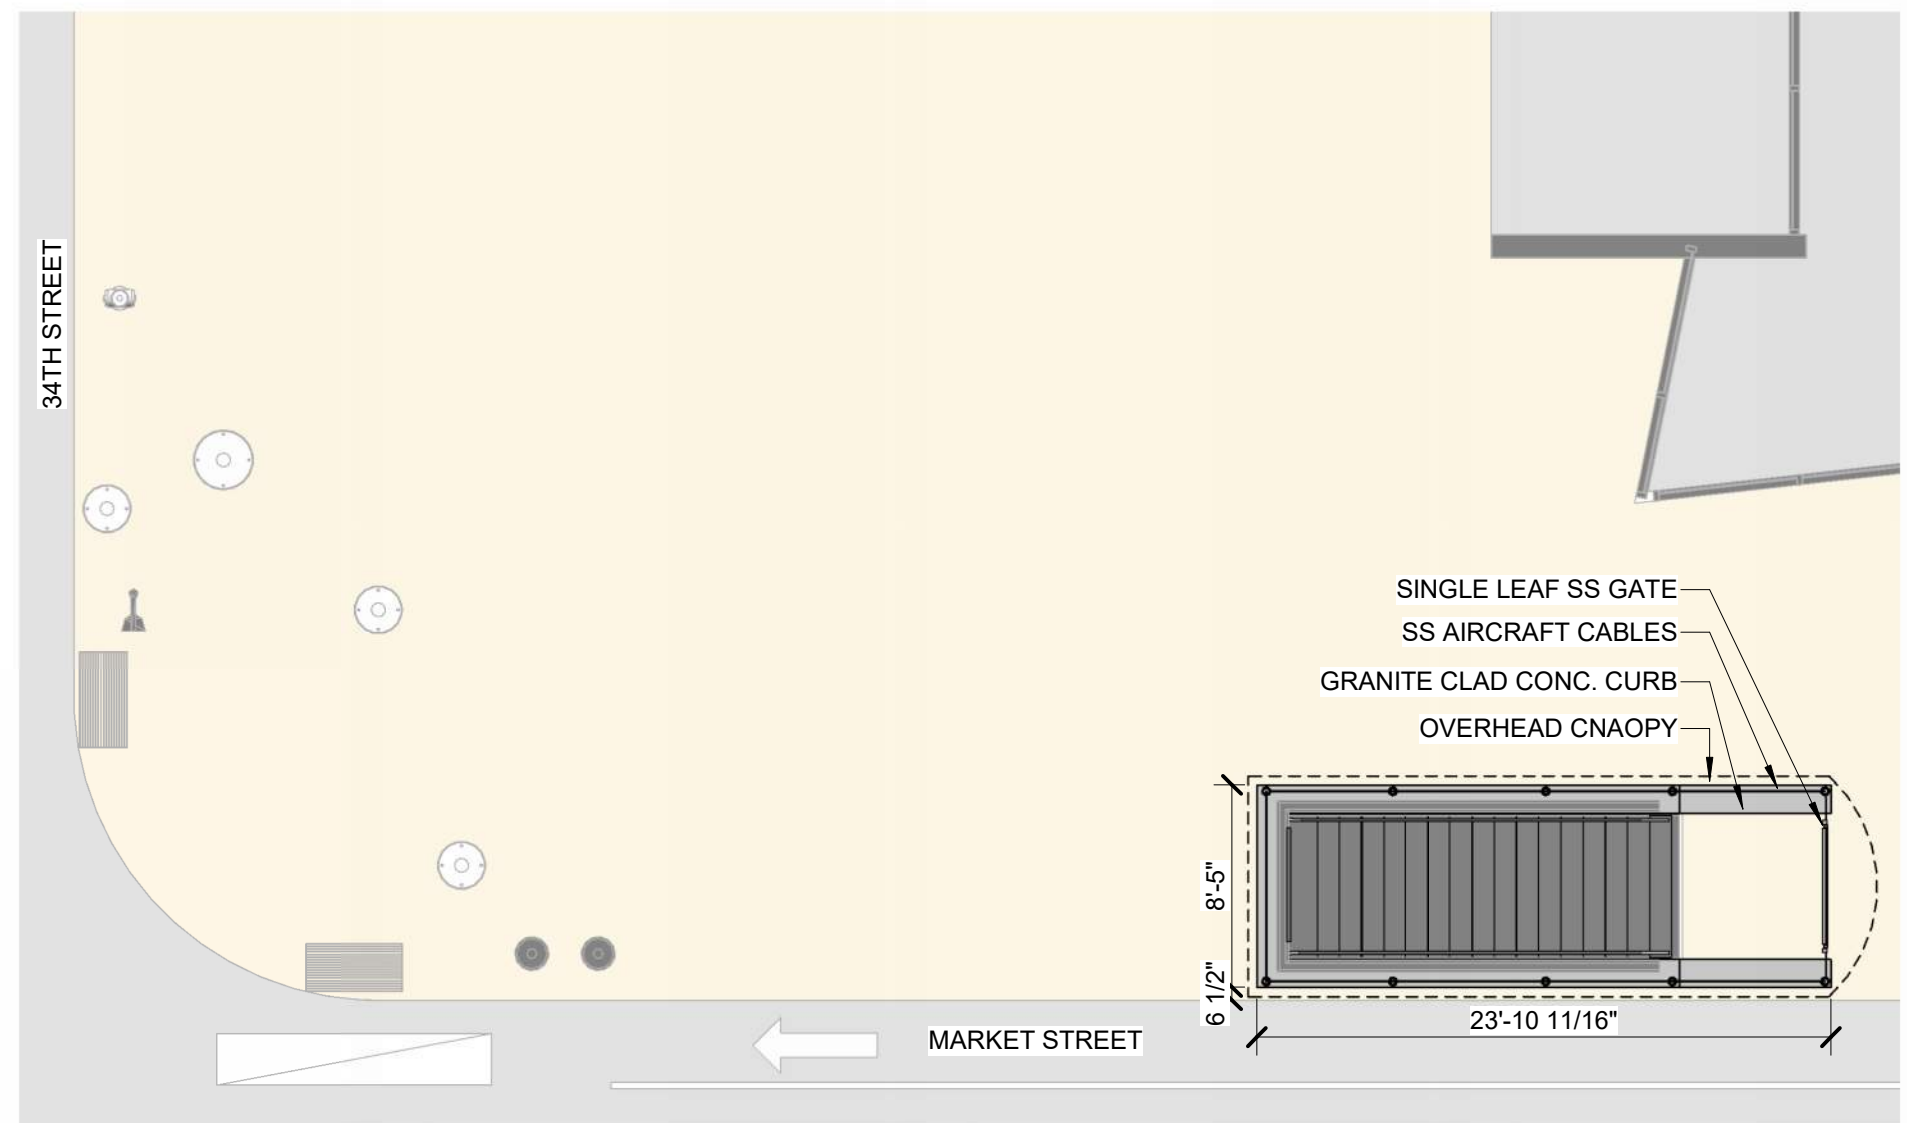 34TH STREET
SINGLE LEAF SS GATE
SS AIRCRAFT CABLES
GRANITE CLAD CONC. CURB
OVERHEAD CNAOPY
8'-5"
6 1/2"
23'-10 11/16"
MARKET STREET